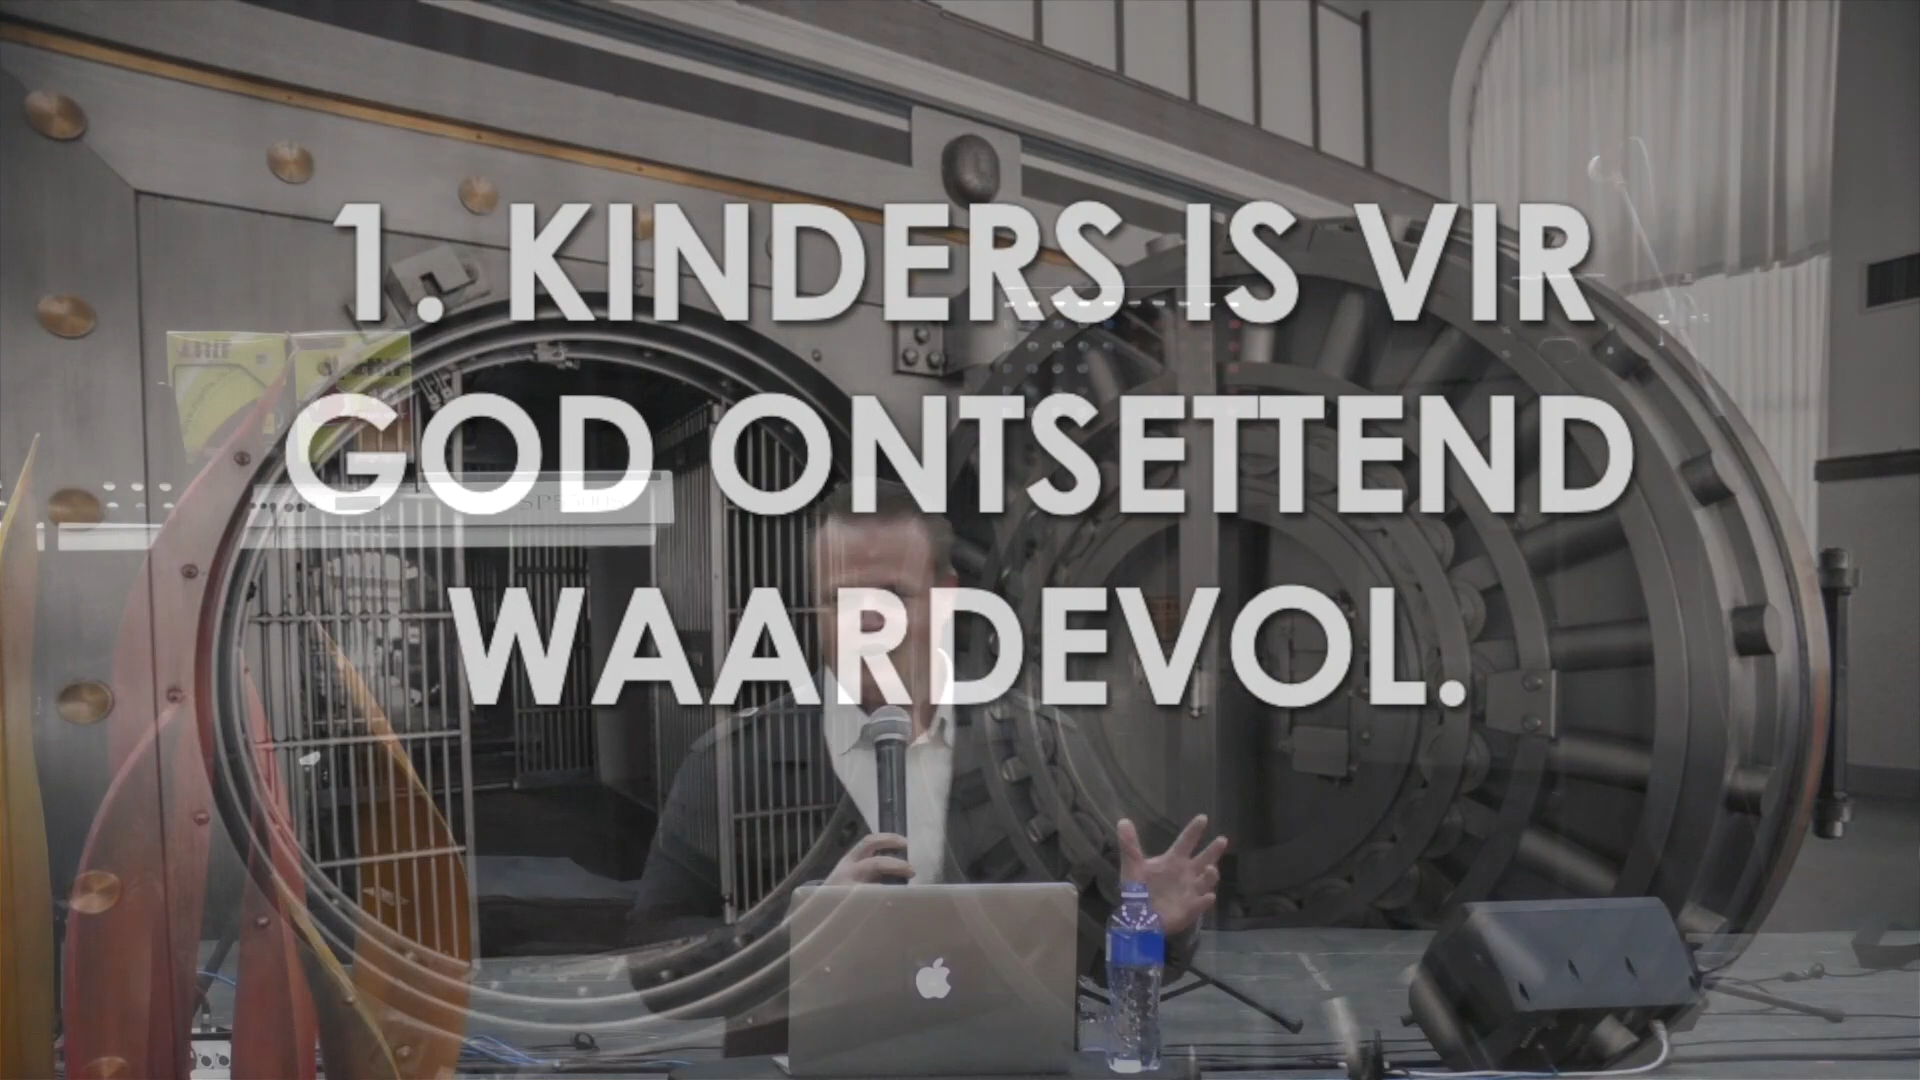 1. KINDERS IS VIR
GOD ONTSETTEND
WAARDEVOL.